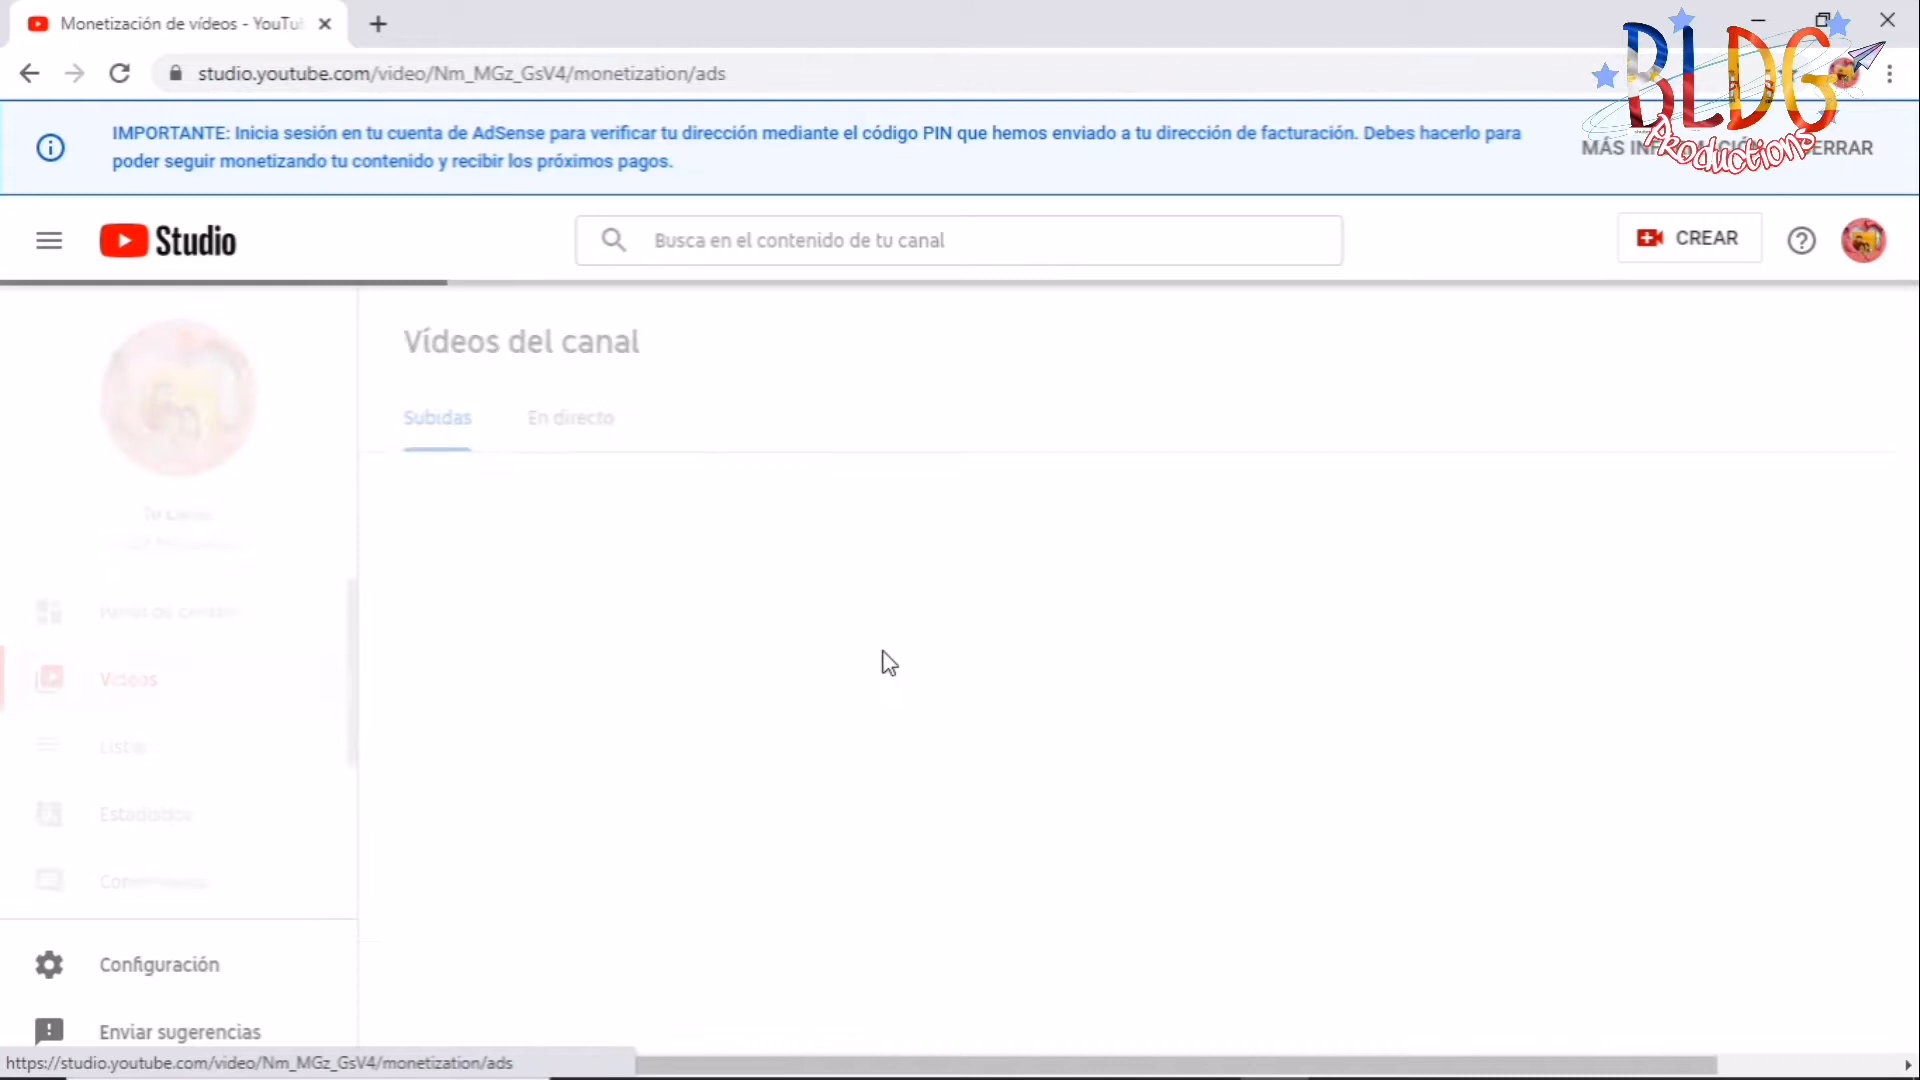 Monetización de vídeos - YouTu
studio.youtube.com/video/Nm_MGz_GsV4/monetization/ads
BLDG
Productions
IMPORTANTE: Inicia sesión en tu cuenta de AdSense para verificar tu dirección mediante el código PIN que hemos enviado a tu dirección de facturación. Debes hacerlo para
poder seguir monetizando tu contenido y recibir los próximos pagos.
MÁS
ERRAR
Studio
Busca en el contenido de tu canal
CREAR
Vídeos del canal
Subidas
En directo
Tu canal
Vídeos
Listas
Configuración
Enviar sugerencias
https://studio.youtube.com/video/Nm_MGz_GsV4/monetization/ads